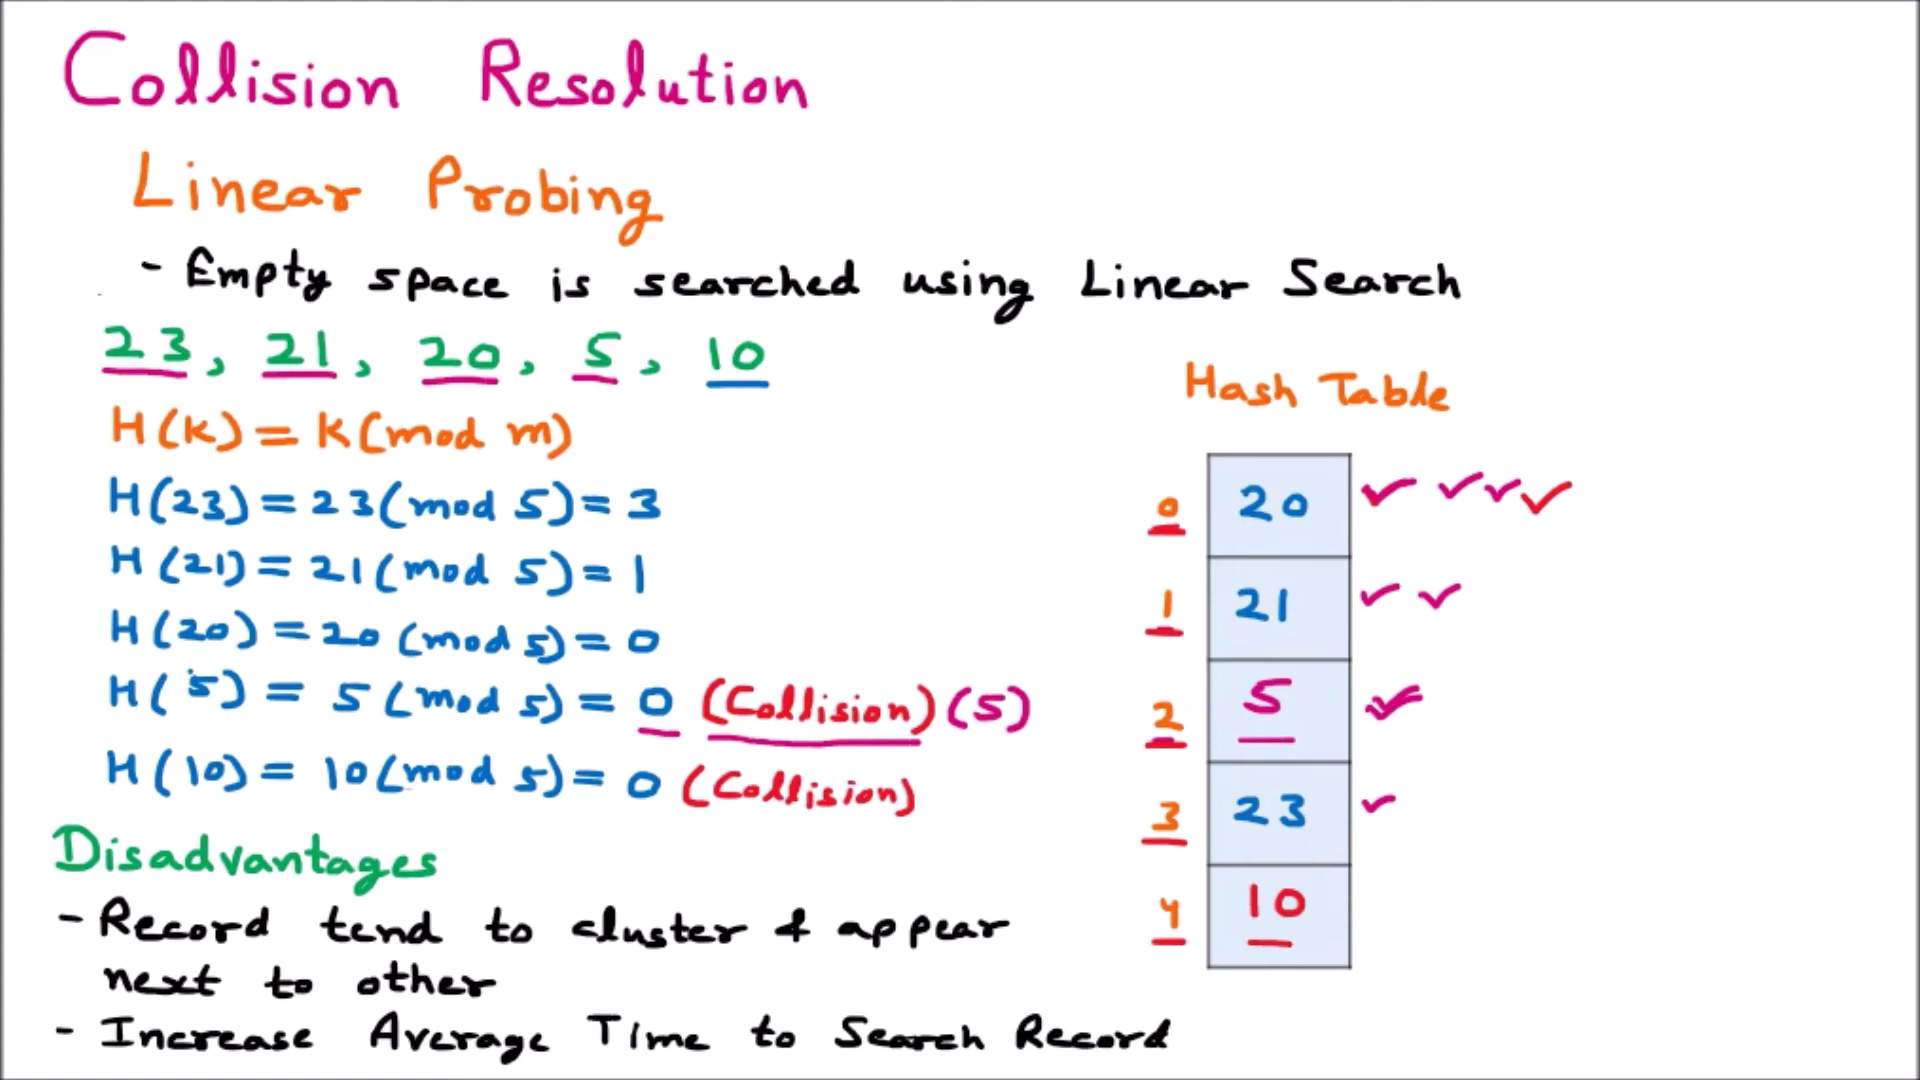 Collision Resolution
Linear Probing
- Empty space is searched using Linear Search
23, 21, 20, 5, 10
H(K) = K(mod m)
H(23) = 23(mod 5) = 3
H(21) = 21(mod 5) = 1
H(20) = 20(mod 5) = 0
H(5) = 5(mod 5) = 0 (Collision) (5)
H(10) = 10(mod 5) = 0 (Collision)
Disadvantages
- Record tend to cluster & appear
next to other
- Increase Average Time to Search Record
Hash Table
0 20
1 21
2 5
3 23
4 10